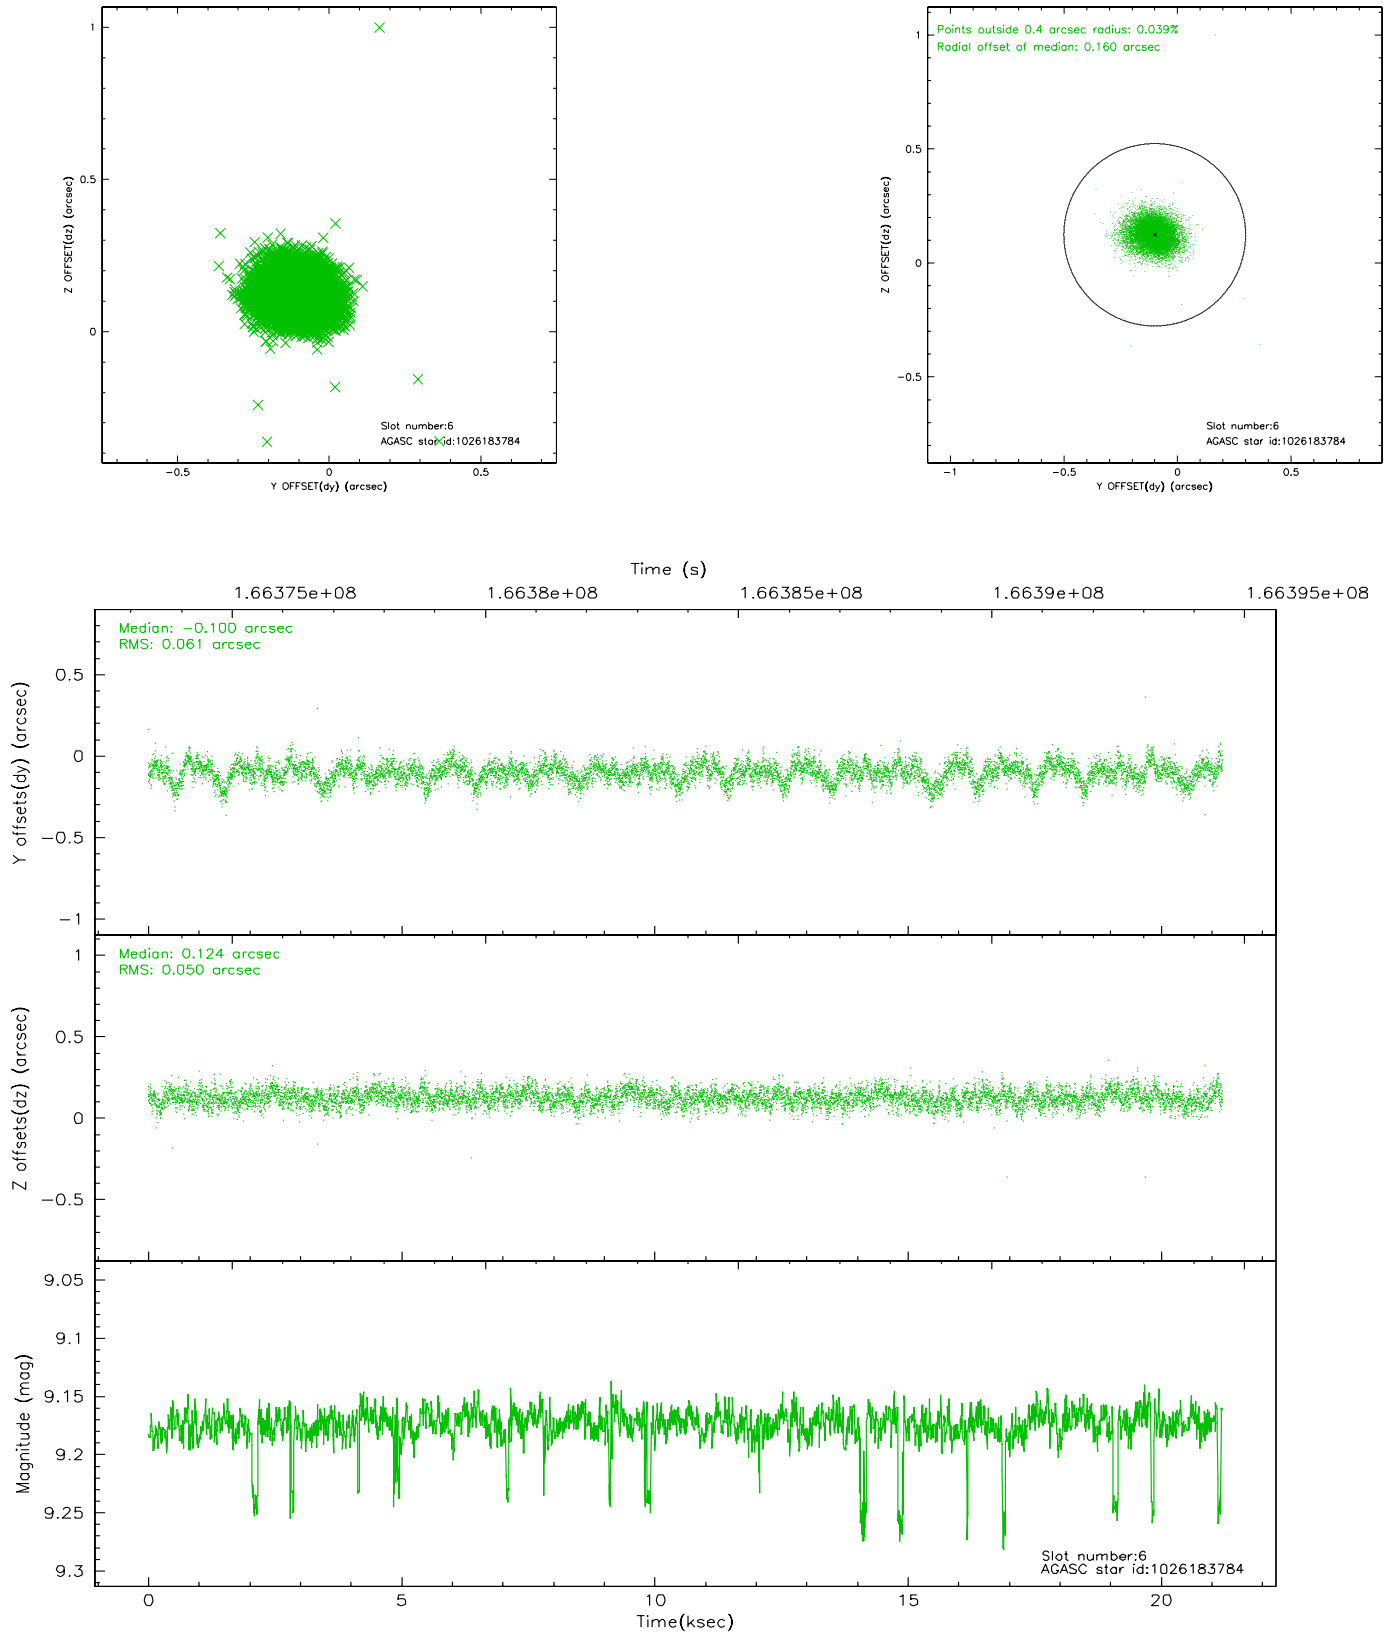 1
0.5
0
Z OFFSET(dz) (arcsec)
−0.5
0
0.5
Y OFFSET(dy) (arcsec)
Slot number:6
AGASC star id:1026183784
Points outside 0.4 arcsec radius: 0.039%
Radial offset of median: 0.160 arcsec
1
0.5
0
−0.5
Z OFFSET(dz) (arcsec)
−1
−0.5
0
0.5
Y OFFSET(dy) (arcsec)
Slot number:6
AGASC star id:1026183784
Time (s)
1.66375e+08
1.6638e+08
1.66385e+08
1.6639e+08
1.66395e+08
Median: −0.100 arcsec
RMS: 0.061 arcsec
0.5
0
−0.5
−1
Y offsets(dy) (arcsec)
Median: 0.124 arcsec
RMS: 0.050 arcsec
1
0.5
0
−0.5
Z offsets(dz) (arcsec)
9.05
9.1
9.15
9.2
9.25
9.3
Magnitude (mag)
Slot number:6
AGASC star id:1026183784
0
5
10
15
20
Time(ksec)